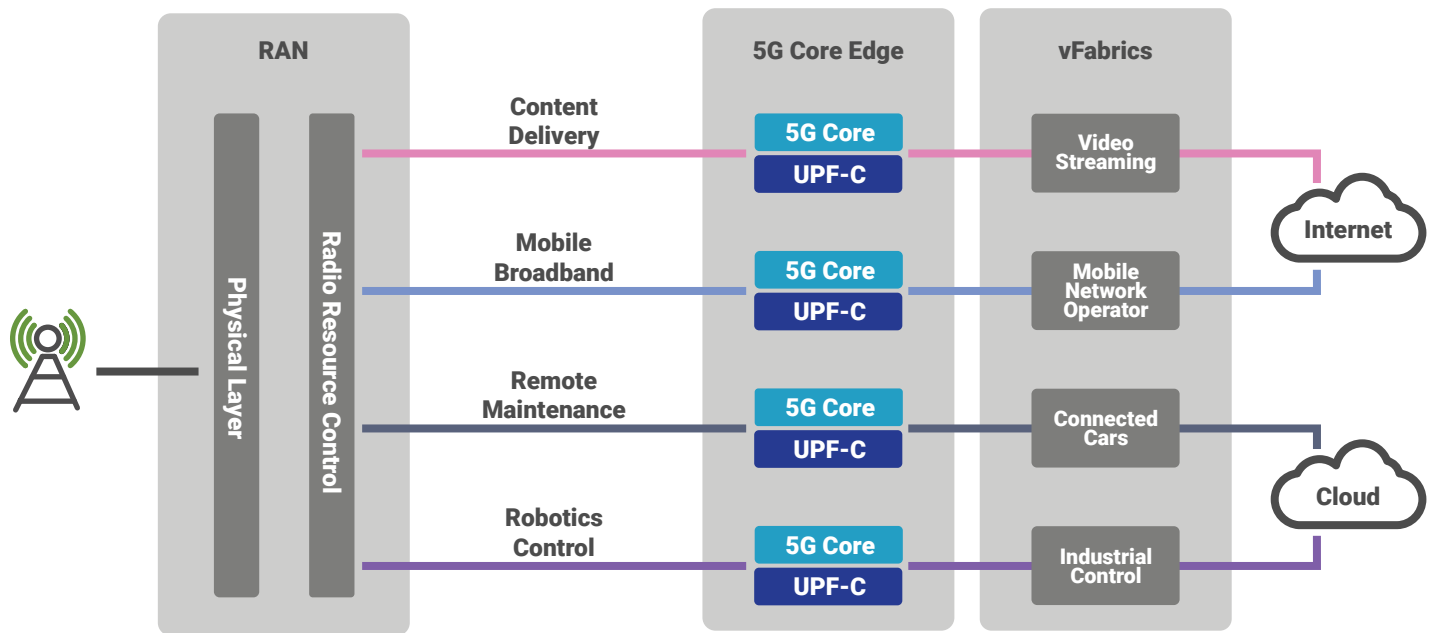 RAN
5G Core Edge
vFabrics
Physical Layer
Radio Resource Control
Content
Delivery
5G Core
UPF-C
Video
Streaming
Mobile
Broadband
5G Core
UPF-C
Mobile
Network
Operator
Internet
Remote
Maintenance
5G Core
UPF-C
Connected
Cars
Robotics
Control
5G Core
UPF-C
Industrial
Control
Cloud